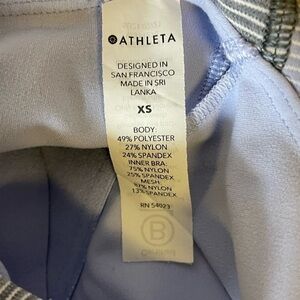 ATHLETA
DESIGNED IN
SAN FRANCISCO
MADE IN SRI
LANKA
XS
BODY:
49% POLYESTER
27% NYLON
24% SPANDEX
INNER BRA:
75% NYLON
25% SPANDEX
MESH:
87% NYLON
13% SPANDEX
RN 54023
B